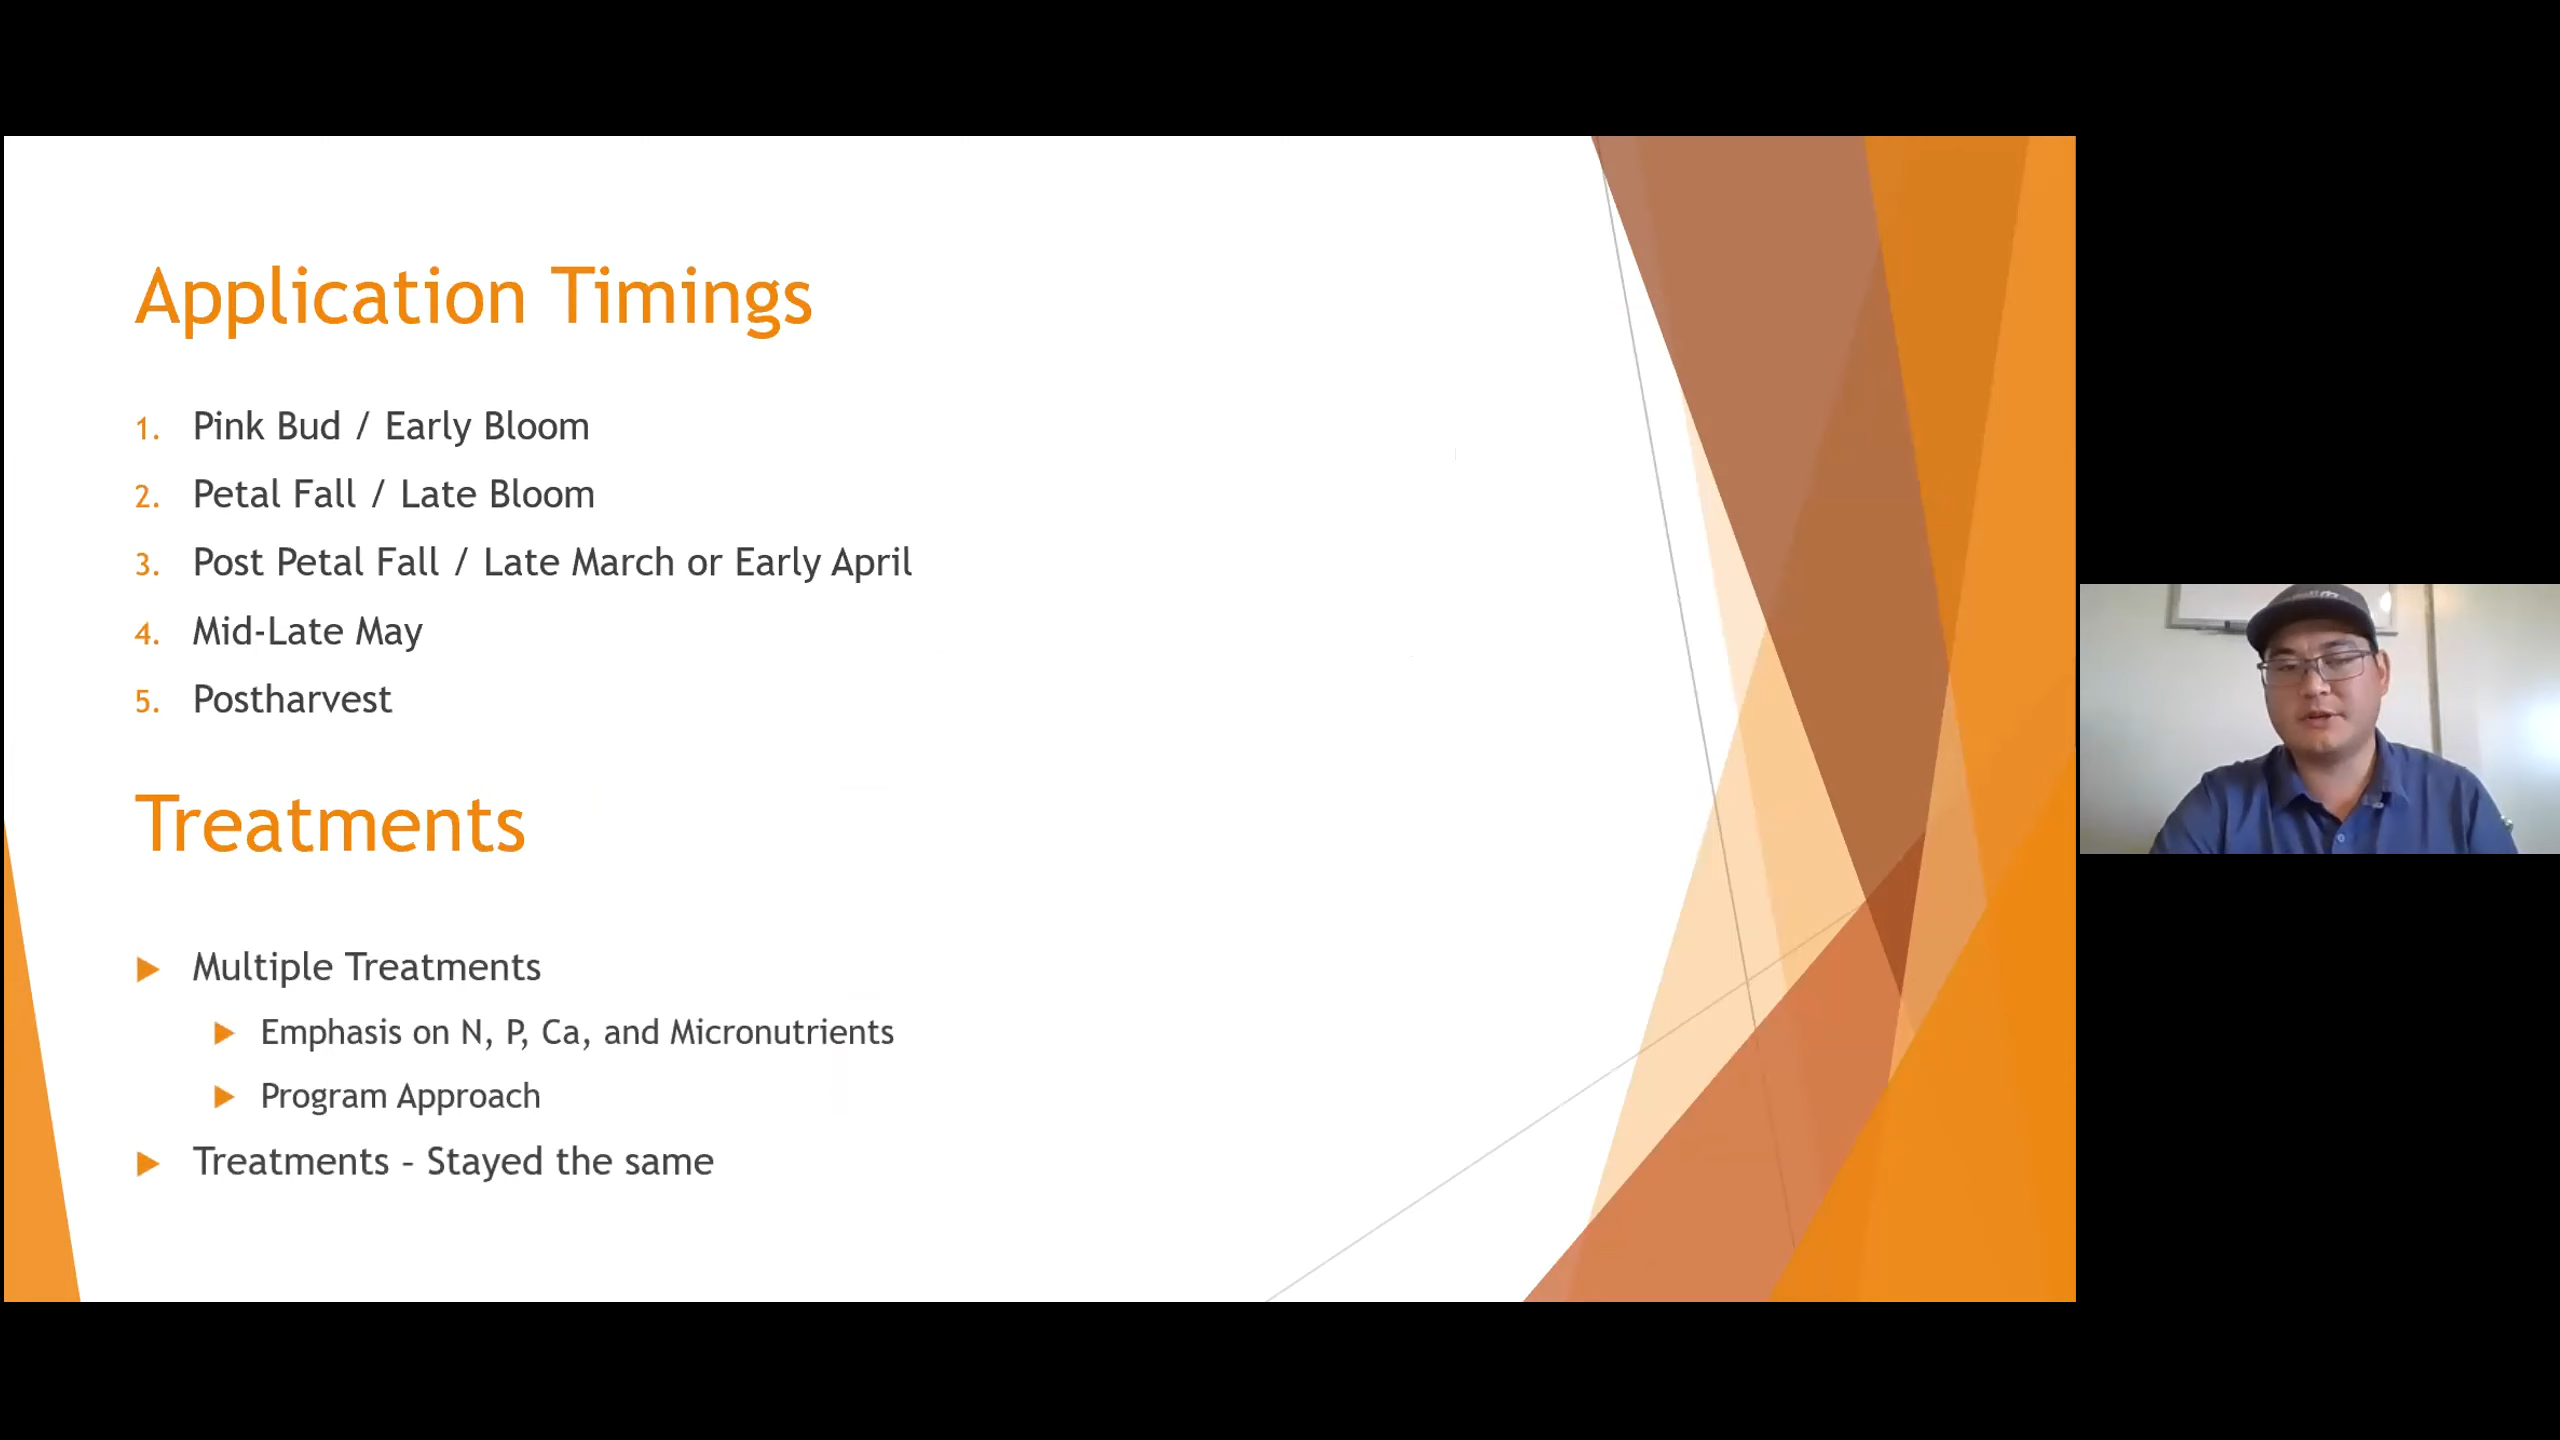 Application Timings
1. Pink Bud / Early Bloom
2. Petal Fall / Late Bloom
3. Post Petal Fall / Late March or Early April
4. Mid-Late May
5. Postharvest
Treatments
Multiple Treatments
Emphasis on N, P, Ca, and Micronutrients
Program Approach
Treatments – Stayed the same